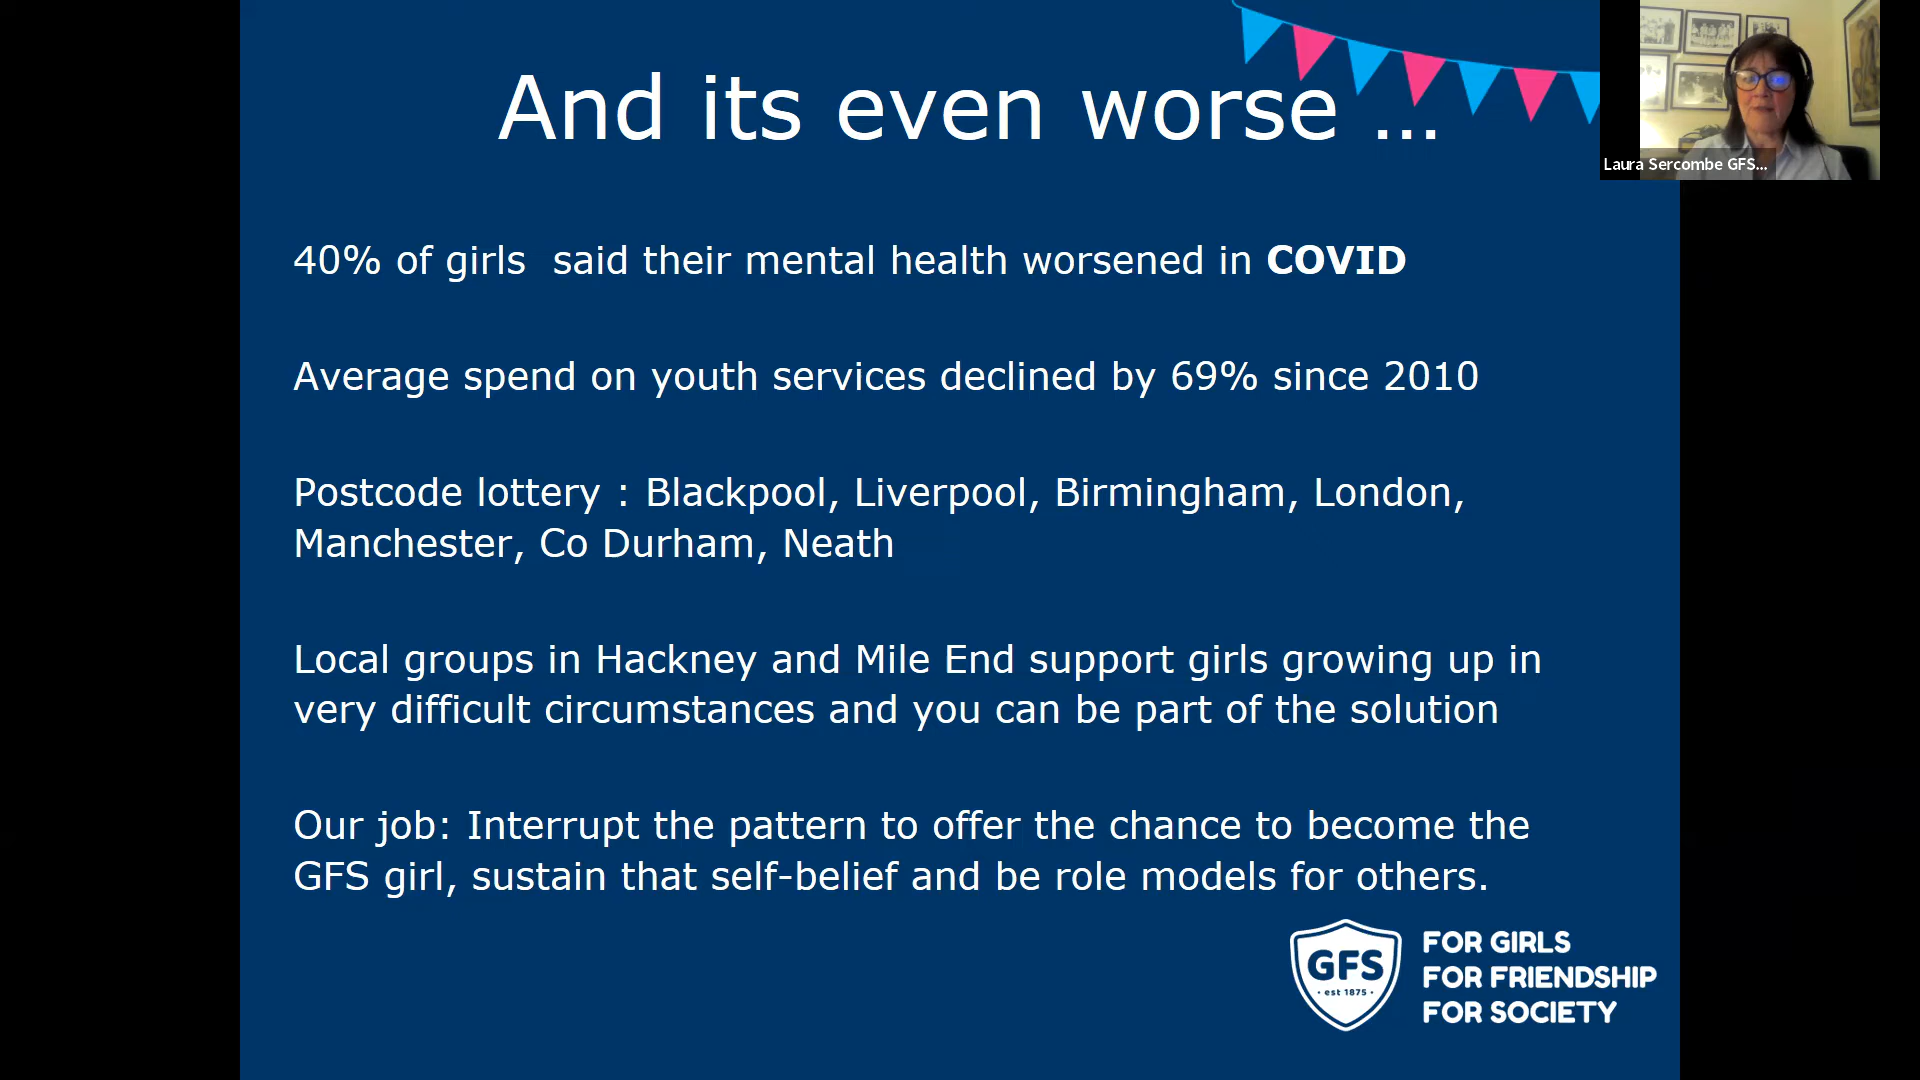 And its even worse ...
Laura Sercombe GFS...
40% of girls  said their mental health worsened in COVID
Average spend on youth services declined by 69% since 2010
Postcode lottery : Blackpool, Liverpool, Birmingham, London,
Manchester, Co Durham, Neath
Local groups in Hackney and Mile End support girls growing up in
very difficult circumstances and you can be part of the solution
Our job: Interrupt the pattern to offer the chance to become the
GFS girl, sustain that self-belief and be role models for others.
GFS
· est 1875 ·
FOR GIRLS
FOR FRIENDSHIP
FOR SOCIETY